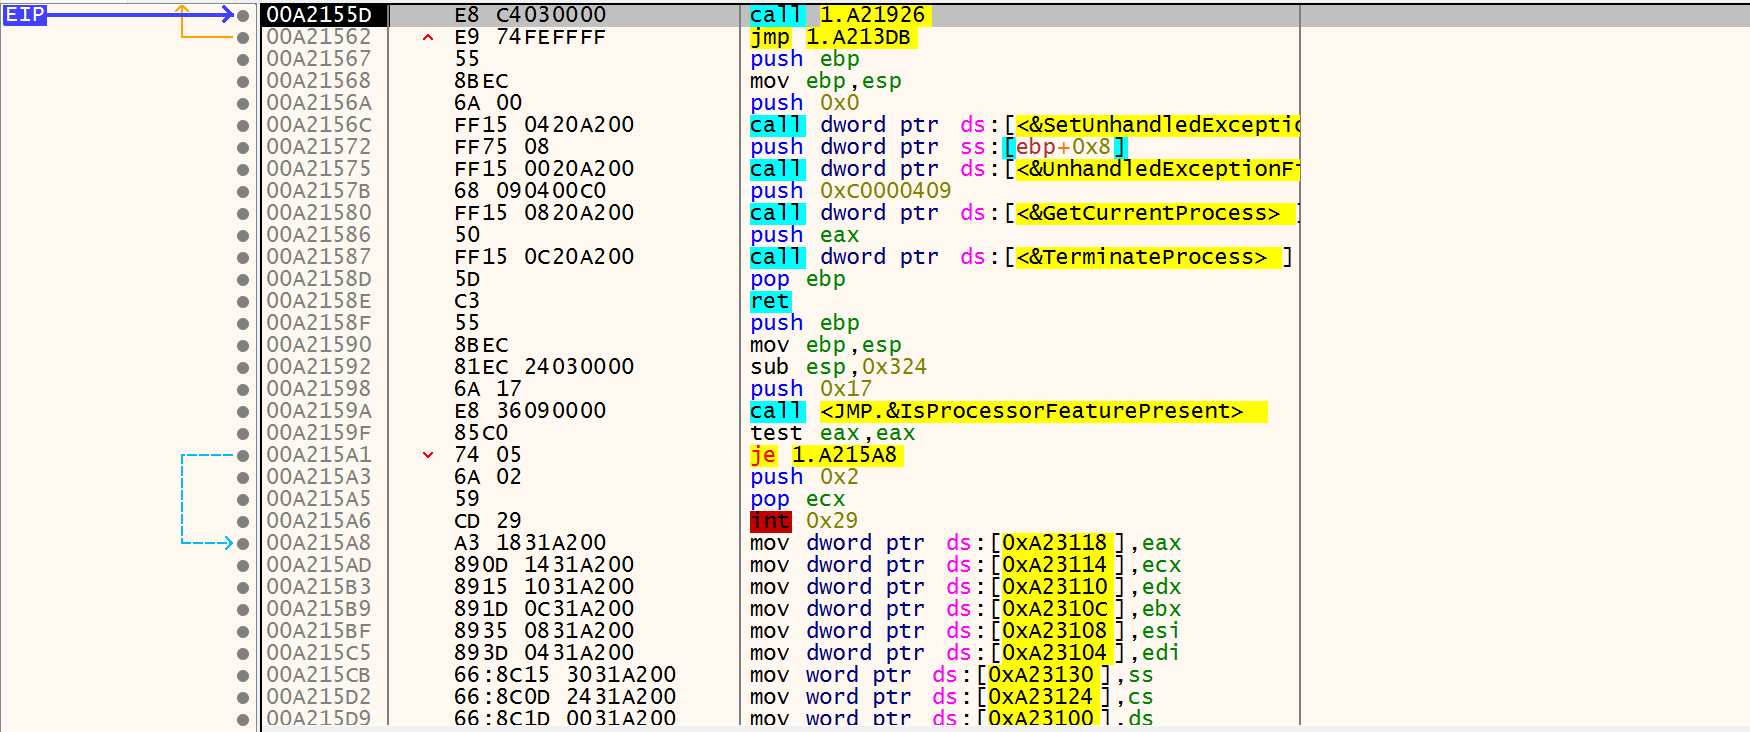 EIP 00A2155D E8 C4030000 call 1.A21926
00A21562 E9 74FEFFFF jmp 1.A213DB
00A21567 55 push ebp
00A21568 8BEC mov ebp,esp
00A2156A 6A 00 push 0x0
00A2156C FF15 0420A200 call dword ptr ds:[<&SetUnhandledExceptio
00A21572 FF75 08 push dword ptr ss:[ebp+0x8]
00A21575 FF15 0020A200 call dword ptr ds:[<&UnhandledExceptionFi
00A2157B 68 090400C0 push 0xC0000409
00A21580 FF15 0820A200 call dword ptr ds:[<&GetCurrentProcess>]
00A21586 50 push eax
00A21587 FF15 0C20A200 call dword ptr ds:[<&TerminateProcess>]
00A2158D 5D pop ebp
00A2158E C3 ret
00A2158F 55 push ebp
00A21590 8BEC mov ebp,esp
00A21592 81EC 24030000 sub esp,0x324
00A21598 6A 17 push 0x17
00A2159A E8 36090000 call <JMP.&IsProcessorFeaturePresent>
00A2159F 85C0 test eax,eax
00A215A1 74 05 je 1.A215A8
00A215A3 6A 02 push 0x2
00A215A5 59 pop ecx
00A215A6 CD 29 int 0x29
00A215A8 A3 1831A200 mov dword ptr ds:[0xA23118],eax
00A215AD 890D 1431A200 mov dword ptr ds:[0xA23114],ecx
00A215B3 8915 1031A200 mov dword ptr ds:[0xA23110],edx
00A215B9 891D 0C31A200 mov dword ptr ds:[0xA2310C],ebx
00A215BF 8935 0831A200 mov dword ptr ds:[0xA23108],esi
00A215C5 893D 0431A200 mov dword ptr ds:[0xA23104],edi
00A215CB 66:8C15 3031A200 mov word ptr ds:[0xA23130],ss
00A215D2 66:8C0D 2431A200 mov word ptr ds:[0xA23124],cs
00A215D9 66:8C1D 0031A200 mov word ptr ds:[0xA23100],ds